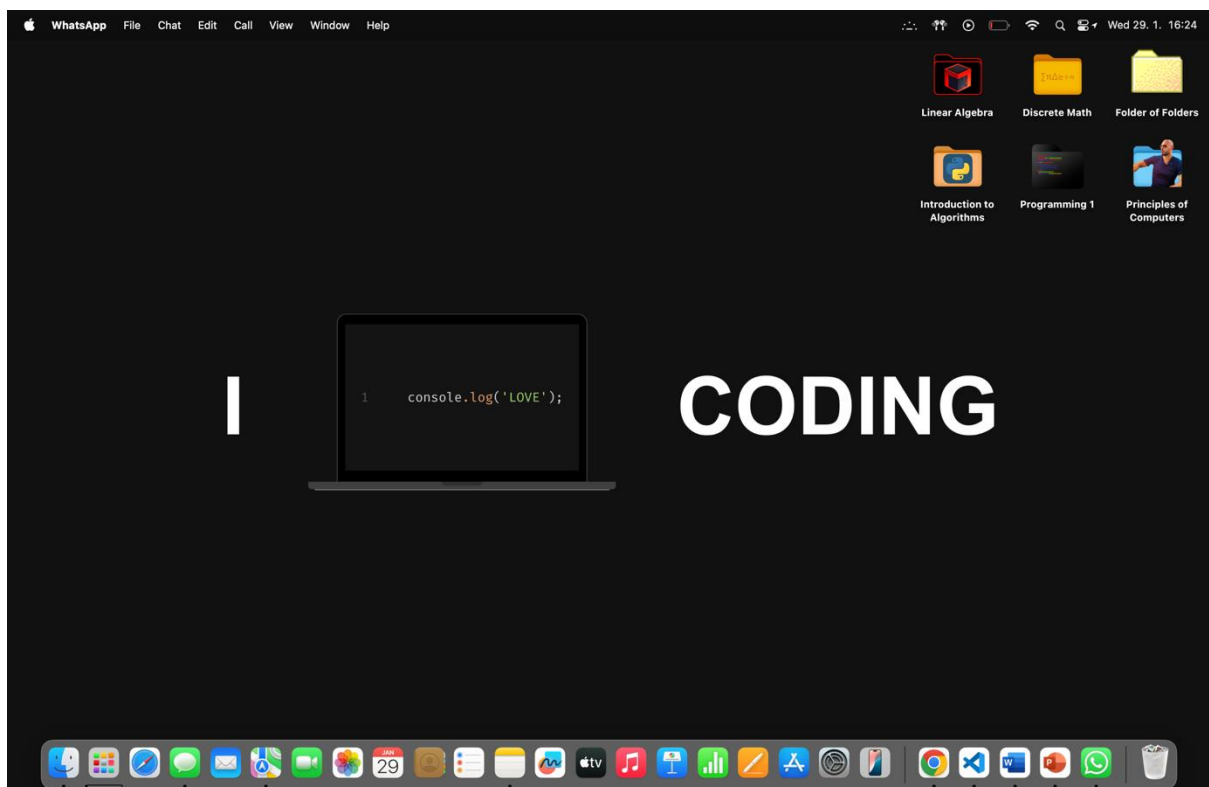 WhatsApp File Chat Edit Call View Window Help Wed 29. 1. 16:24
Linear Algebra Discrete Math Folder of Folders
Introduction to Algorithms Programming 1 Principles of Computers
I 1 console.log('LOVE'); CODING
JAN
29
tv
W
P